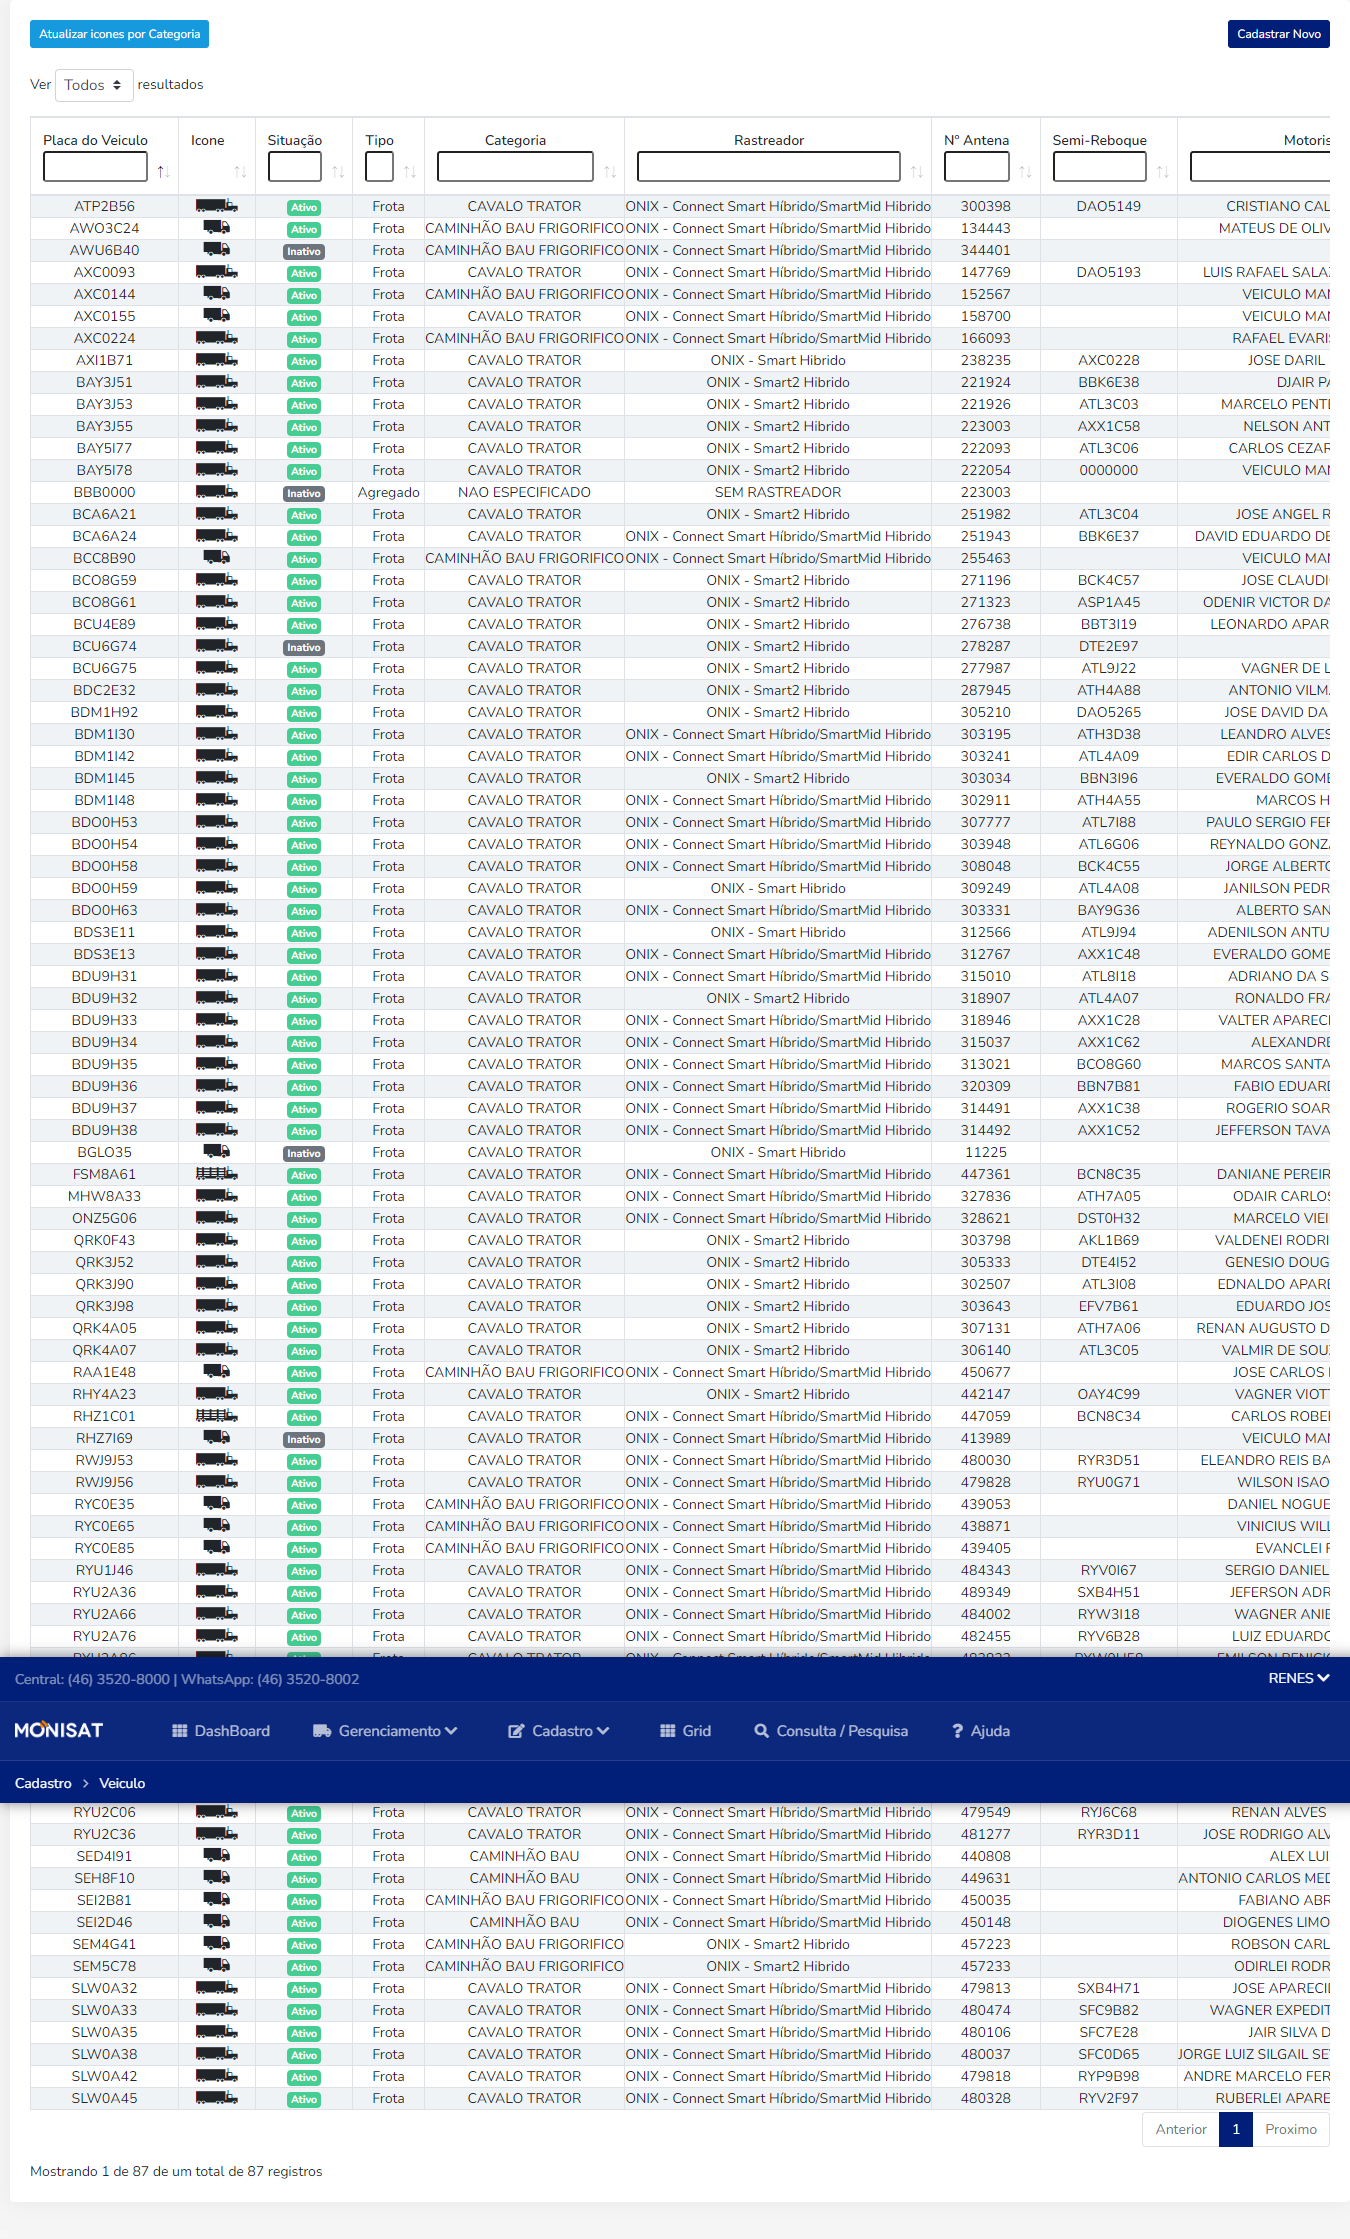 Atualizar icones por Categoria Cadastrar Novo
Ver Todos resultados
Placa do Veiculo Icone Situação Tipo Categoria Rastreador Nº Antena Semi-Reboque Motoris
ATP2B56 Ativo Frota CAVALO TRATOR ONIX - Connect Smart Híbrido/SmartMid Hibrido 300398 DAO5149 CRISTIANO CAL
AWO3C24 Ativo Frota CAMINHÃO BAU FRIGORIFICO ONIX - Connect Smart Híbrido/SmartMid Hibrido 134443 MATEUS DE OLIV
AWU6B40 Inativo Frota CAMINHÃO BAU FRIGORIFICO ONIX - Connect Smart Híbrido/SmartMid Hibrido 344401
AXC0093 Ativo Frota CAVALO TRATOR ONIX - Connect Smart Híbrido/SmartMid Hibrido 147769 DAO5193 LUIS RAFAEL SALA
AXC0144 Ativo Frota CAMINHÃO BAU FRIGORIFICO ONIX - Connect Smart Híbrido/SmartMid Hibrido 152567 VEICULO MAN
AXC0155 Ativo Frota CAVALO TRATOR ONIX - Connect Smart Híbrido/SmartMid Hibrido 158700 VEICULO MAN
AXC0224 Ativo Frota CAMINHÃO BAU FRIGORIFICO ONIX - Connect Smart Híbrido/SmartMid Hibrido 166093 RAFAEL EVARIS
AXI1B71 Ativo Frota CAVALO TRATOR ONIX - Smart Hibrido 238235 AXC0228 JOSE DARIL
BAY3J51 Ativo Frota CAVALO TRATOR ONIX - Smart2 Hibrido 221924 BBK6E38 DJAIR PA
BAY3J53 Ativo Frota CAVALO TRATOR ONIX - Smart2 Hibrido 221926 ATL3C03 MARCELO PENTE
BAY3J55 Ativo Frota CAVALO TRATOR ONIX - Smart2 Hibrido 223003 AXX1C58 NELSON ANT
BAY5I77 Ativo Frota CAVALO TRATOR ONIX - Smart2 Hibrido 222093 ATL3C06 CARLOS CEZAR
BAY5I78 Ativo Frota CAVALO TRATOR ONIX - Smart2 Hibrido 222054 0000000 VEICULO MAN
BBB0000 Inativo Agregado NAO ESPECIFICADO SEM RASTREADOR 223003
BCA6A21 Ativo Frota CAVALO TRATOR ONIX - Smart2 Hibrido 251982 ATL3C04 JOSE ANGEL R
BCA6A24 Ativo Frota CAVALO TRATOR ONIX - Connect Smart Híbrido/SmartMid Hibrido 251943 BBK6E37 DAVID EDUARDO DE
BCC8B90 Ativo Frota CAMINHÃO BAU FRIGORIFICO ONIX - Connect Smart Híbrido/SmartMid Hibrido 255463 VEICULO MAN
BCO8G59 Ativo Frota CAVALO TRATOR ONIX - Smart2 Hibrido 271196 BCK4C57 JOSE CLAUDI
BCO8G61 Ativo Frota CAVALO TRATOR ONIX - Smart2 Hibrido 271323 ASP1A45 ODENIR VICTOR DA
BCU4E89 Ativo Frota CAVALO TRATOR ONIX - Smart2 Hibrido 276738 BBT3I19 LEONARDO APAR
BCU6G74 Inativo Frota CAVALO TRATOR ONIX - Smart2 Hibrido 278287 DTE2E97
BCU6G75 Ativo Frota CAVALO TRATOR ONIX - Smart2 Hibrido 277987 ATL9J22 VAGNER DE L
BDC2E32 Ativo Frota CAVALO TRATOR ONIX - Smart2 Hibrido 287945 ATH4A88 ANTONIO VILM
BDM1H92 Ativo Frota CAVALO TRATOR ONIX - Smart2 Hibrido 305210 DAO5265 JOSE DAVID DA
BDM1I30 Ativo Frota CAVALO TRATOR ONIX - Connect Smart Híbrido/SmartMid Hibrido 303195 ATH3D38 LEANDRO ALVES
BDM1I42 Ativo Frota CAVALO TRATOR ONIX - Connect Smart Híbrido/SmartMid Hibrido 303241 ATL4A09 EDIR CARLOS D
BDM1I45 Ativo Frota CAVALO TRATOR ONIX - Smart2 Hibrido 303034 BBN3I96 EVERALDO GOME
BDM1I48 Ativo Frota CAVALO TRATOR ONIX - Connect Smart Híbrido/SmartMid Hibrido 302911 ATH4A55 MARCOS H
BDO0H53 Ativo Frota CAVALO TRATOR ONIX - Connect Smart Híbrido/SmartMid Hibrido 307777 ATL7I88 PAULO SERGIO FER
BDO0H54 Ativo Frota CAVALO TRATOR ONIX - Connect Smart Híbrido/SmartMid Hibrido 303948 ATL6G06 REYNALDO GONZA
BDO0H58 Ativo Frota CAVALO TRATOR ONIX - Connect Smart Híbrido/SmartMid Hibrido 308048 BCK4C55 JORGE ALBERTO
BDO0H59 Ativo Frota CAVALO TRATOR ONIX - Smart Hibrido 309249 ATL4A08 JANILSON PEDR
BDO0H63 Ativo Frota CAVALO TRATOR ONIX - Connect Smart Híbrido/SmartMid Hibrido 303331 BAY9G36 ALBERTO SAN
BDS3E11 Ativo Frota CAVALO TRATOR ONIX - Smart Hibrido 312566 ATL9J94 ADENILSON ANTU
BDS3E13 Ativo Frota CAVALO TRATOR ONIX - Connect Smart Híbrido/SmartMid Hibrido 312767 AXX1C48 EVERALDO GOME
BDU9H31 Ativo Frota CAVALO TRATOR ONIX - Connect Smart Híbrido/SmartMid Hibrido 315010 ATL8I18 ADRIANO DA S
BDU9H32 Ativo Frota CAVALO TRATOR ONIX - Smart2 Hibrido 318907 ATL4A07 RONALDO FRA
BDU9H33 Ativo Frota CAVALO TRATOR ONIX - Connect Smart Híbrido/SmartMid Hibrido 318946 AXX1C28 VALTER APARECI
BDU9H34 Ativo Frota CAVALO TRATOR ONIX - Connect Smart Híbrido/SmartMid Hibrido 315037 AXX1C62 ALEXANDRE
BDU9H35 Ativo Frota CAVALO TRATOR ONIX - Connect Smart Híbrido/SmartMid Hibrido 313021 BCO8G60 MARCOS SANTA
BDU9H36 Ativo Frota CAVALO TRATOR ONIX - Connect Smart Híbrido/SmartMid Hibrido 320309 BBN7B81 FABIO EDUARD
BDU9H37 Ativo Frota CAVALO TRATOR ONIX - Connect Smart Híbrido/SmartMid Hibrido 314491 AXX1C38 ROGERIO SOAR
BDU9H38 Ativo Frota CAVALO TRATOR ONIX - Connect Smart Híbrido/SmartMid Hibrido 314492 AXX1C52 JEFFERSON TAVA
BGLO35 Inativo Frota CAVALO TRATOR ONIX - Smart Hibrido 11225
FSM8A61 Ativo Frota CAVALO TRATOR ONIX - Connect Smart Híbrido/SmartMid Hibrido 447361 BCN8C35 DANIANE PEREIR
MHW8A33 Ativo Frota CAVALO TRATOR ONIX - Connect Smart Híbrido/SmartMid Hibrido 327836 ATH7A05 ODAIR CARLOS
ONZ5G06 Ativo Frota CAVALO TRATOR ONIX - Connect Smart Híbrido/SmartMid Hibrido 328621 DST0H32 MARCELO VIEI
QRK0F43 Ativo Frota CAVALO TRATOR ONIX - Smart2 Hibrido 303798 AKL1B69 VALDENEI RODRI
QRK3J52 Ativo Frota CAVALO TRATOR ONIX - Smart2 Hibrido 305333 DTE4I52 GENESIO DOUG
QRK3J90 Ativo Frota CAVALO TRATOR ONIX - Smart2 Hibrido 302507 ATL3I08 EDNALDO APARE
QRK3J98 Ativo Frota CAVALO TRATOR ONIX - Smart2 Hibrido 303643 EFV7B61 EDUARDO JOS
QRK4A05 Ativo Frota CAVALO TRATOR ONIX - Smart2 Hibrido 307131 ATH7A06 RENAN AUGUSTO D
QRK4A07 Ativo Frota CAVALO TRATOR ONIX - Smart2 Hibrido 306140 ATL3C05 VALMIR DE SOU
RAA1E48 Ativo Frota CAMINHÃO BAU FRIGORIFICO ONIX - Connect Smart Híbrido/SmartMid Hibrido 450677 JOSE CARLOS
RHY4A23 Ativo Frota CAVALO TRATOR ONIX - Smart2 Hibrido 442147 OAY4C99 VAGNER VIOTT
RHZ1C01 Ativo Frota CAVALO TRATOR ONIX - Connect Smart Híbrido/SmartMid Hibrido 447059 BCN8C34 CARLOS ROBE
RHZ7I69 Inativo Frota CAVALO TRATOR ONIX - Connect Smart Híbrido/SmartMid Hibrido 413989 VEICULO MAN
RWJ9J53 Ativo Frota CAVALO TRATOR ONIX - Connect Smart Híbrido/SmartMid Hibrido 480030 RYR3D51 ELEANDRO REIS BA
RWJ9J56 Ativo Frota CAVALO TRATOR ONIX - Connect Smart Híbrido/SmartMid Hibrido 479828 RYU0G71 WILSON ISAO
RYC0E35 Ativo Frota CAMINHÃO BAU FRIGORIFICO ONIX - Connect Smart Híbrido/SmartMid Hibrido 439053 DANIEL NOGUE
RYC0E65 Ativo Frota CAMINHÃO BAU FRIGORIFICO ONIX - Connect Smart Híbrido/SmartMid Hibrido 438871 VINICIUS WILL
RYC0E85 Ativo Frota CAMINHÃO BAU FRIGORIFICO ONIX - Connect Smart Híbrido/SmartMid Hibrido 439405 EVANCLEI F
RYU1J46 Ativo Frota CAVALO TRATOR ONIX - Connect Smart Híbrido/SmartMid Hibrido 484343 RYV0I67 SERGIO DANIEL
RYU2A36 Ativo Frota CAVALO TRATOR ONIX - Connect Smart Híbrido/SmartMid Hibrido 489349 SXB4H51 JEFERSON ADR
RYU2A66 Ativo Frota CAVALO TRATOR ONIX - Connect Smart Híbrido/SmartMid Hibrido 484002 RYW3I18 WAGNER ANIE
RYU2A76 Ativo Frota CAVALO TRATOR ONIX - Connect Smart Híbrido/SmartMid Hibrido 482455 RYV6B28 LUIZ EDUARDO
Central: (46) 3520-8000 | WhatsApp: (46) 3520-8002 RENES
MONISAT DashBoard Gerenciamento Cadastro Grid Consulta / Pesquisa Ajuda
Cadastro > Veiculo
RYU2C06 Ativo Frota CAVALO TRATOR ONIX - Connect Smart Híbrido/SmartMid Hibrido 479549 RYJ6C68 RENAN ALVES
RYU2C36 Ativo Frota CAVALO TRATOR ONIX - Connect Smart Híbrido/SmartMid Hibrido 481277 RYR3D11 JOSE RODRIGO ALV
SED4I91 Ativo Frota CAMINHÃO BAU ONIX - Connect Smart Híbrido/SmartMid Hibrido 440808 ALEX LUI
SEH8F10 Ativo Frota CAMINHÃO BAU ONIX - Connect Smart Híbrido/SmartMid Hibrido 449631 ANTONIO CARLOS MED
SEI2B81 Ativo Frota CAMINHÃO BAU FRIGORIFICO ONIX - Connect Smart Híbrido/SmartMid Hibrido 450035 FABIANO ABR
SEI2D46 Ativo Frota CAMINHÃO BAU ONIX - Connect Smart Híbrido/SmartMid Hibrido 450148 DIOGENES LIMO
SEM4G41 Ativo Frota CAMINHÃO BAU FRIGORIFICO ONIX - Smart2 Hibrido 457223 ROBSON CARL
SEM5C78 Ativo Frota CAMINHÃO BAU FRIGORIFICO ONIX - Smart2 Hibrido 457233 ODIRLEI RODR
SLW0A32 Ativo Frota CAVALO TRATOR ONIX - Connect Smart Híbrido/SmartMid Hibrido 479813 SXB4H71 JOSE APARECI
SLW0A33 Ativo Frota CAVALO TRATOR ONIX - Connect Smart Híbrido/SmartMid Hibrido 480474 SFC9B82 WAGNER EXPEDIT
SLW0A35 Ativo Frota CAVALO TRATOR ONIX - Connect Smart Híbrido/SmartMid Hibrido 480106 SFC7E28 JAIR SILVA D
SLW0A38 Ativo Frota CAVALO TRATOR ONIX - Connect Smart Híbrido/SmartMid Hibrido 480037 SFC0D65 JORGE LUIZ SILGAIL SE
SLW0A42 Ativo Frota CAVALO TRATOR ONIX - Connect Smart Híbrido/SmartMid Hibrido 479818 RYP9B98 ANDRE MARCELO FER
SLW0A45 Ativo Frota CAVALO TRATOR ONIX - Connect Smart Híbrido/SmartMid Hibrido 480328 RYV2F97 RUBERLEI APARE
Anterior 1 Proximo
Mostrando 1 de 87 de um total de 87 registros